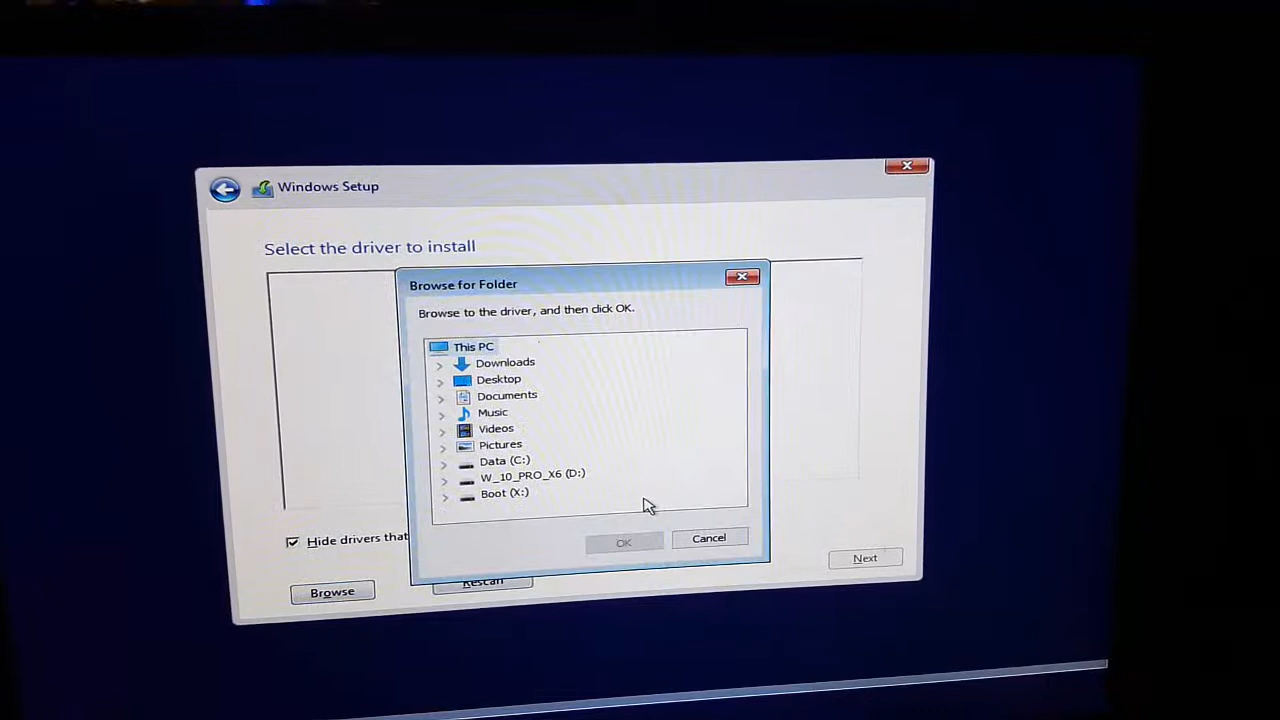 Windows Setup
Select the driver to install
Browse for Folder
Browse to the driver, and then click OK.
This PC
Downloads
Desktop
Documents
Music
Videos
Pictures
Data (C:)
W_10_PRO_X6 (D:)
Boot (X:)
OK
Cancel
Hide drivers that
Next
Browse
Rescan